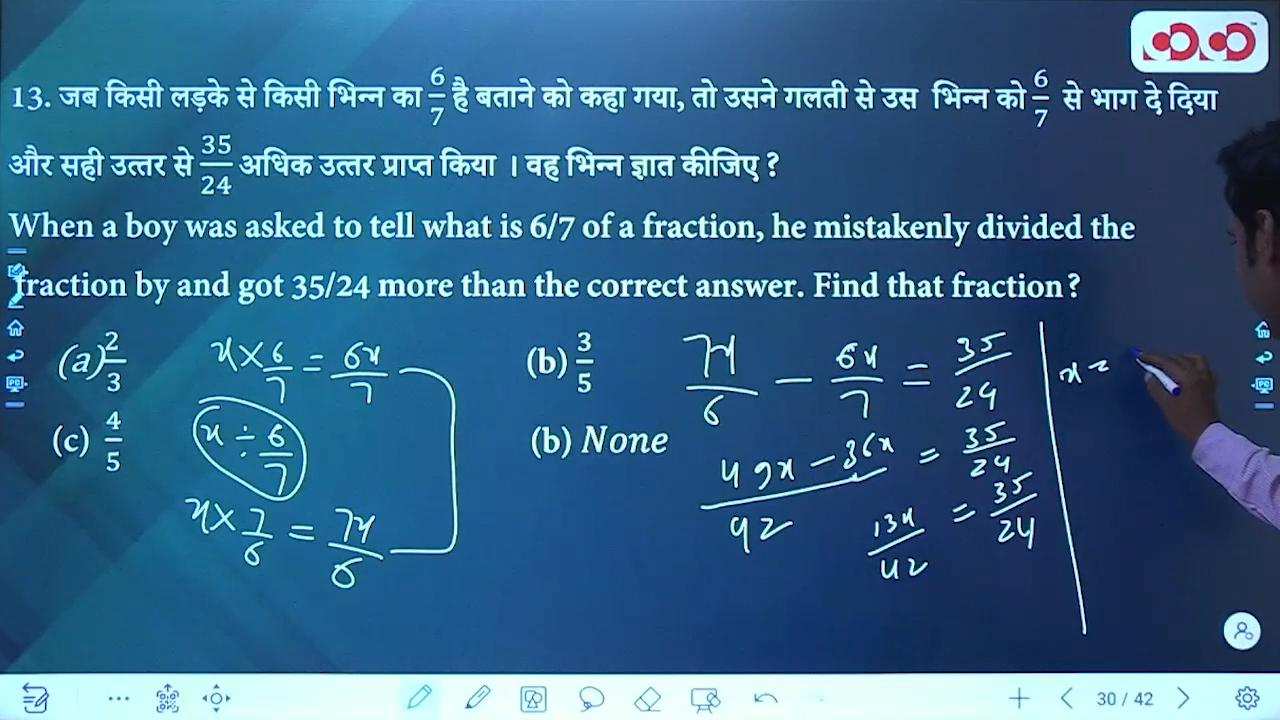 13. जब किसी लड़के से किसी भिन्न का 6/7 है बताने को कहा गया, तो उसने गलती से उस भिन्न को 6/7 से भाग दे दिया
और सही उत्तर से 35/24 अधिक उत्तर प्राप्त किया । वह भिन्न ज्ञात कीजिए ?
When a boy was asked to tell what is 6/7 of a fraction, he mistakenly divided the
fraction by and got 35/24 more than the correct answer. Find that fraction?
(a) 2/3
(b) 3/5
(c) 4/5
(b) None
x × 6/7 = 6x/7
x ÷ 6/7
x × 7/6 = 7x/6
7x/6 − 6x/7 = 35/24
49x − 36x/42 = 35/24
13x/42 = 35/24
x =
30 / 42